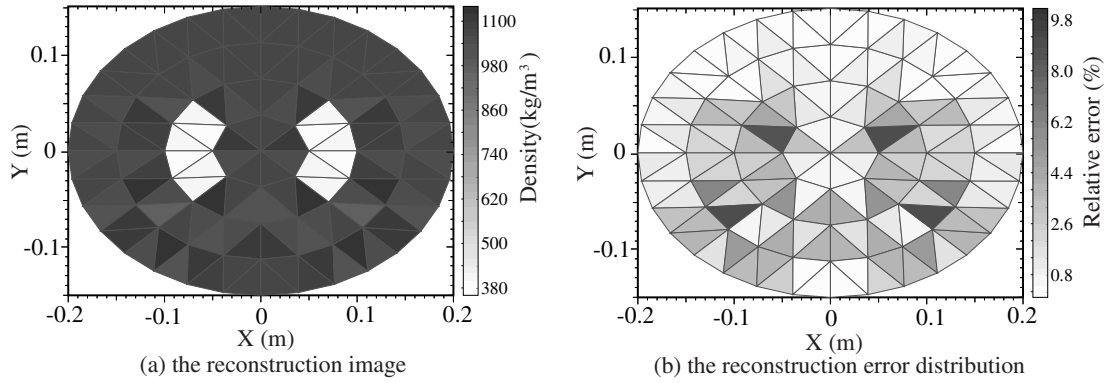 0.1
0
-0.1
Y (m)
-0.2 -0.1 0 0.1 0.2
X (m)
1100
980
860
740
620
500
380
Density(kg/m³)
(a) the reconstruction image
0.1
0
-0.1
Y (m)
-0.2 -0.1 0 0.1 0.2
X (m)
9.8
8.0
6.2
4.4
2.6
0.8
Relative error (%)
(b) the reconstruction error distribution